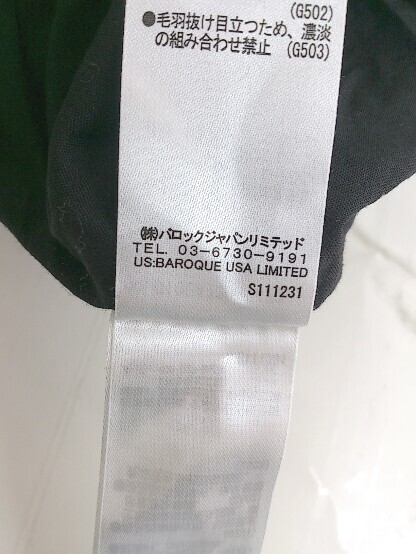 (G502)
●毛羽抜け目立つため、濃淡
の組み合わせ禁止 (G503)
㈱バロックジャパンリミテッド
TEL. 03-6730-9191
US:BAROQUE USA LIMITED
S111231